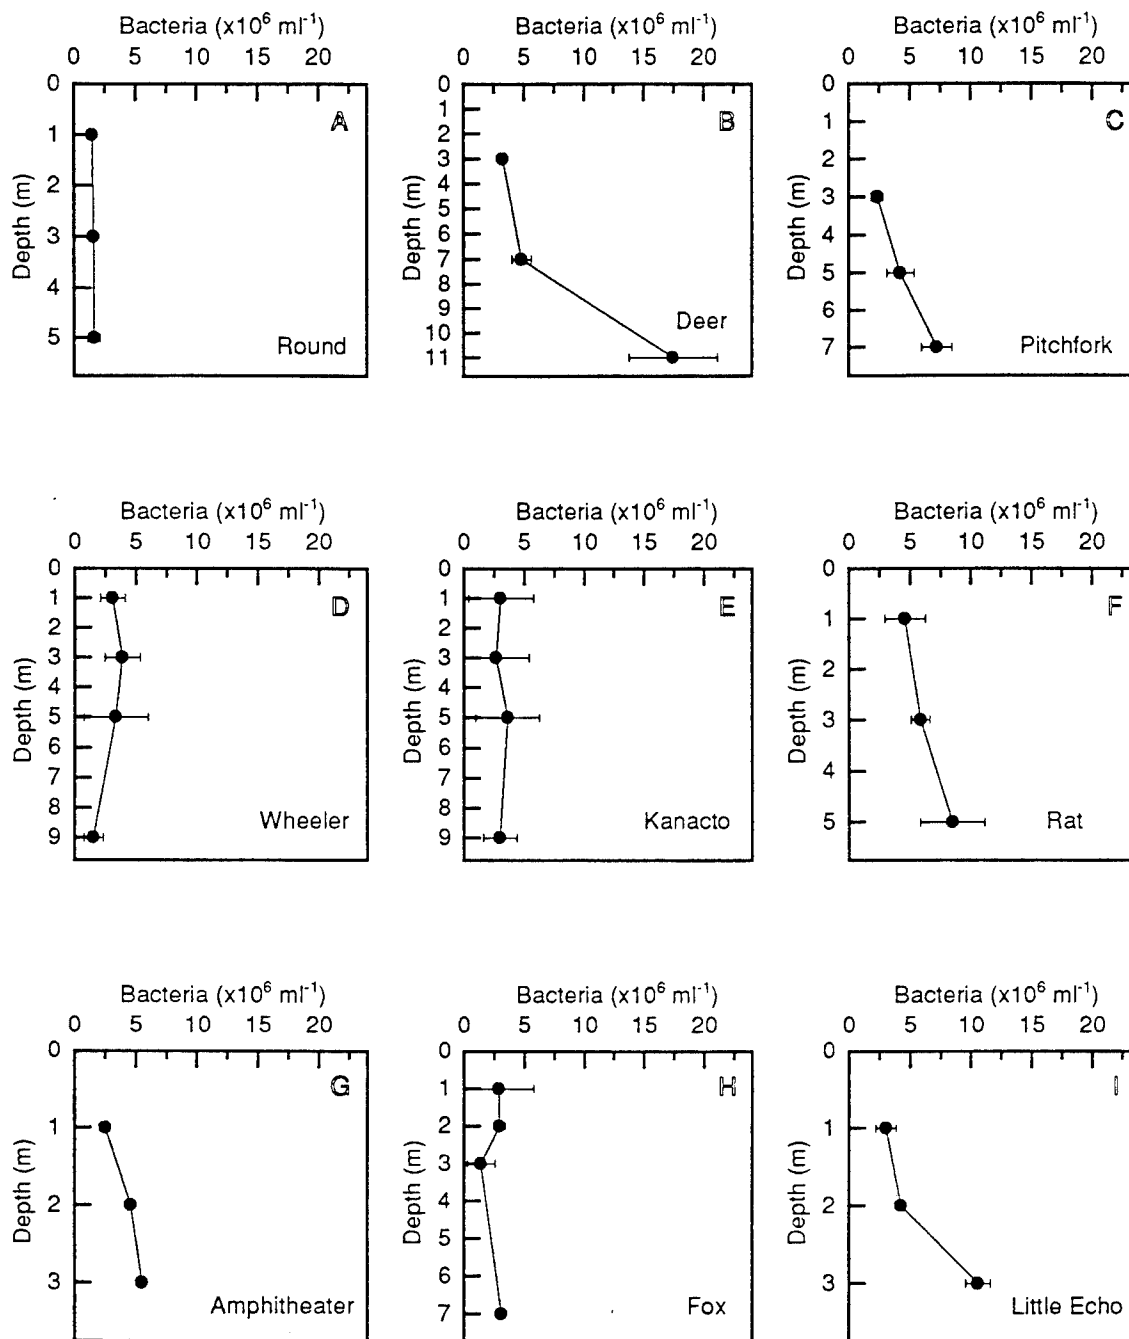 Bacteria (x10⁶ ml⁻¹) Bacteria (x10⁶ ml⁻¹) Bacteria (x10⁶ ml⁻¹)
0 5 10 15 20 0 5 10 15 20 0 5 10 15 20
A
Depth (m)
0
1
2
3
4
5
Round
B
Depth (m)
0
1
2
3
4
5
6
7
8
9
10
11
Deer
C
Depth (m)
0
1
2
3
4
5
6
7
Pitchfork
Bacteria (x10⁶ ml⁻¹) Bacteria (x10⁶ ml⁻¹) Bacteria (x10⁶ ml⁻¹)
0 5 10 15 20 0 5 10 15 20 0 5 10 15 20
D
Depth (m)
0
1
2
3
4
5
6
7
8
9
Wheeler
E
Depth (m)
0
1
2
3
4
5
6
7
8
9
Kanacto
F
Depth (m)
0
1
2
3
4
5
Rat
Bacteria (x10⁶ ml⁻¹) Bacteria (x10⁶ ml⁻¹) Bacteria (x10⁶ ml⁻¹)
0 5 10 15 20 0 5 10 15 20 0 5 10 15 20
G
Depth (m)
0
1
2
3
Amphitheater
H
Depth (m)
0
1
2
3
4
5
6
7
Fox
I
Depth (m)
0
1
2
3
Little Echo